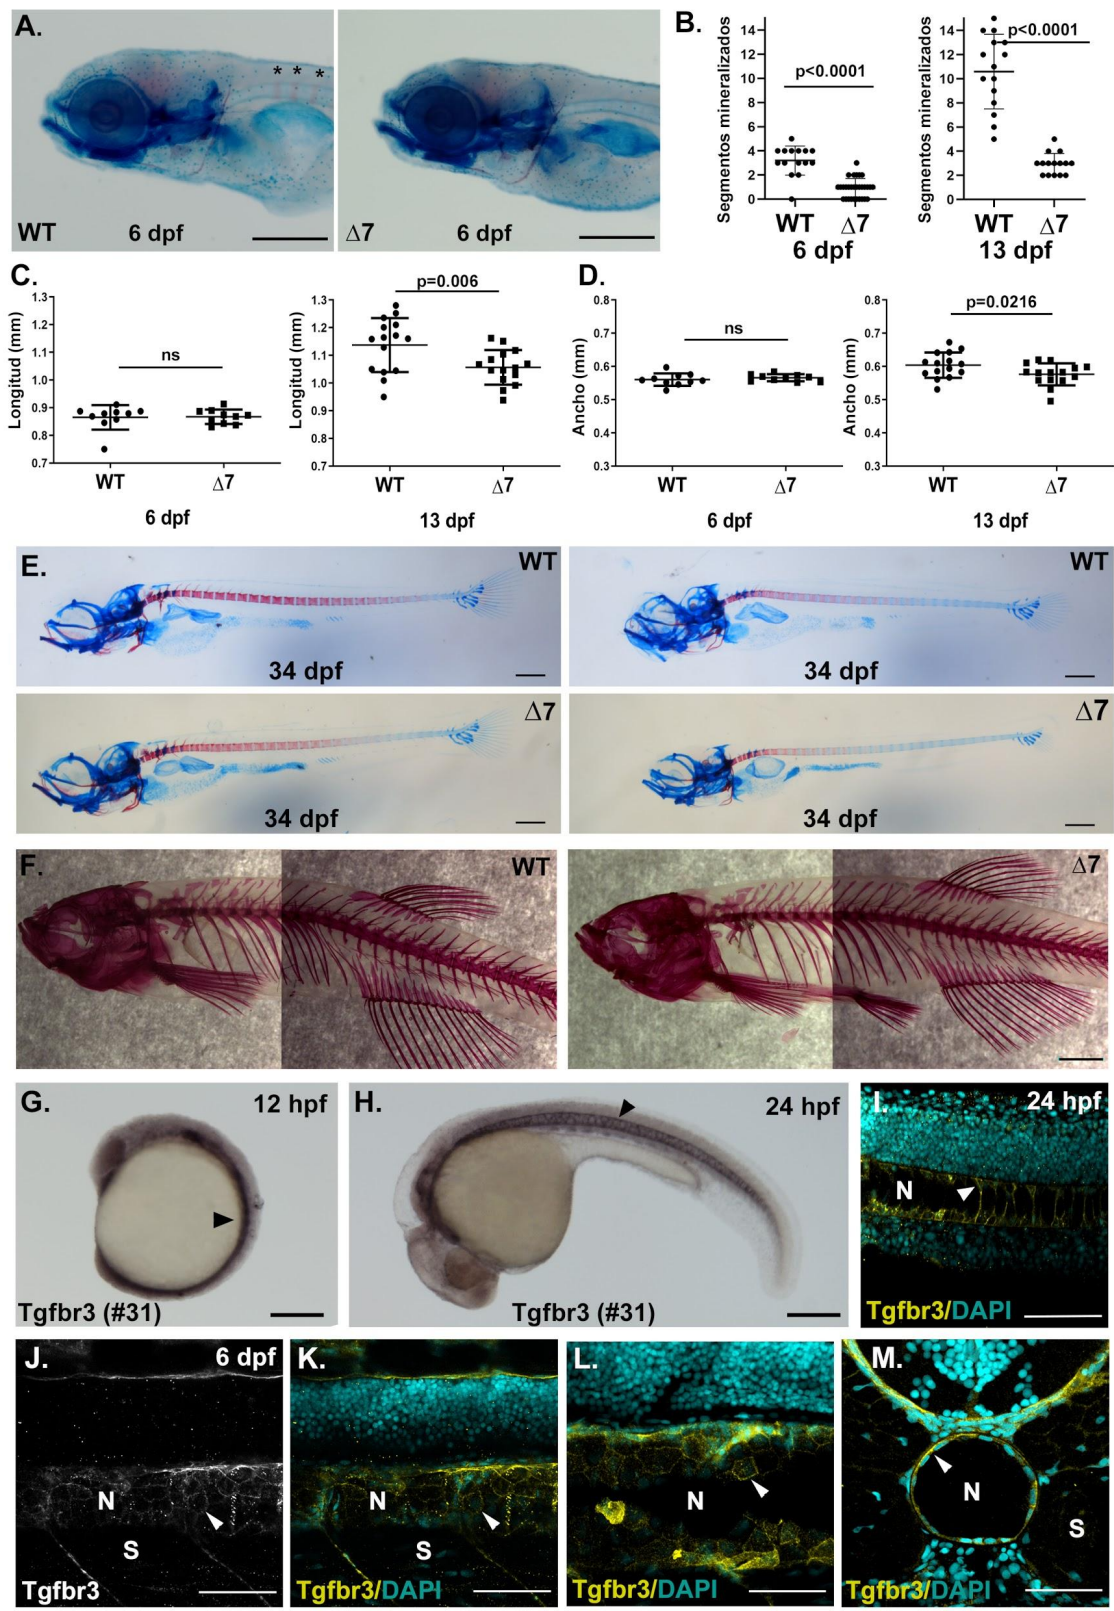 A.
* * *
WT 6 dpf
Δ7 6 dpf
B.
Segmentos mineralizados
14
12
10
8
6
4
2
0
p<0.0001
WT Δ7
6 dpf
Segmentos mineralizados
14
12
10
8
6
4
2
0
p<0.0001
WT Δ7
13 dpf
C.
Longitud (mm)
1.3
1.2
1.1
1.0
0.9
0.8
0.7
ns
WT Δ7
6 dpf
Longitud (mm)
1.3
1.2
1.1
1.0
0.9
0.8
0.7
p=0.006
WT Δ7
13 dpf
D.
Ancho (mm)
0.8
0.7
0.6
0.5
0.4
0.3
ns
WT Δ7
6 dpf
Ancho (mm)
0.8
0.7
0.6
0.5
0.4
0.3
p=0.0216
WT Δ7
13 dpf
E.
WT
34 dpf
WT
34 dpf
Δ7
34 dpf
Δ7
34 dpf
F.
WT
Δ7
G.
12 hpf
Tgfbr3 (#31)
H.
24 hpf
Tgfbr3 (#31)
I.
24 hpf
N
Tgfbr3/DAPI
J.
6 dpf
N
S
Tgfbr3
K.
N
S
Tgfbr3/DAPI
L.
N
Tgfbr3/DAPI
M.
N
S
Tgfbr3/DAPI